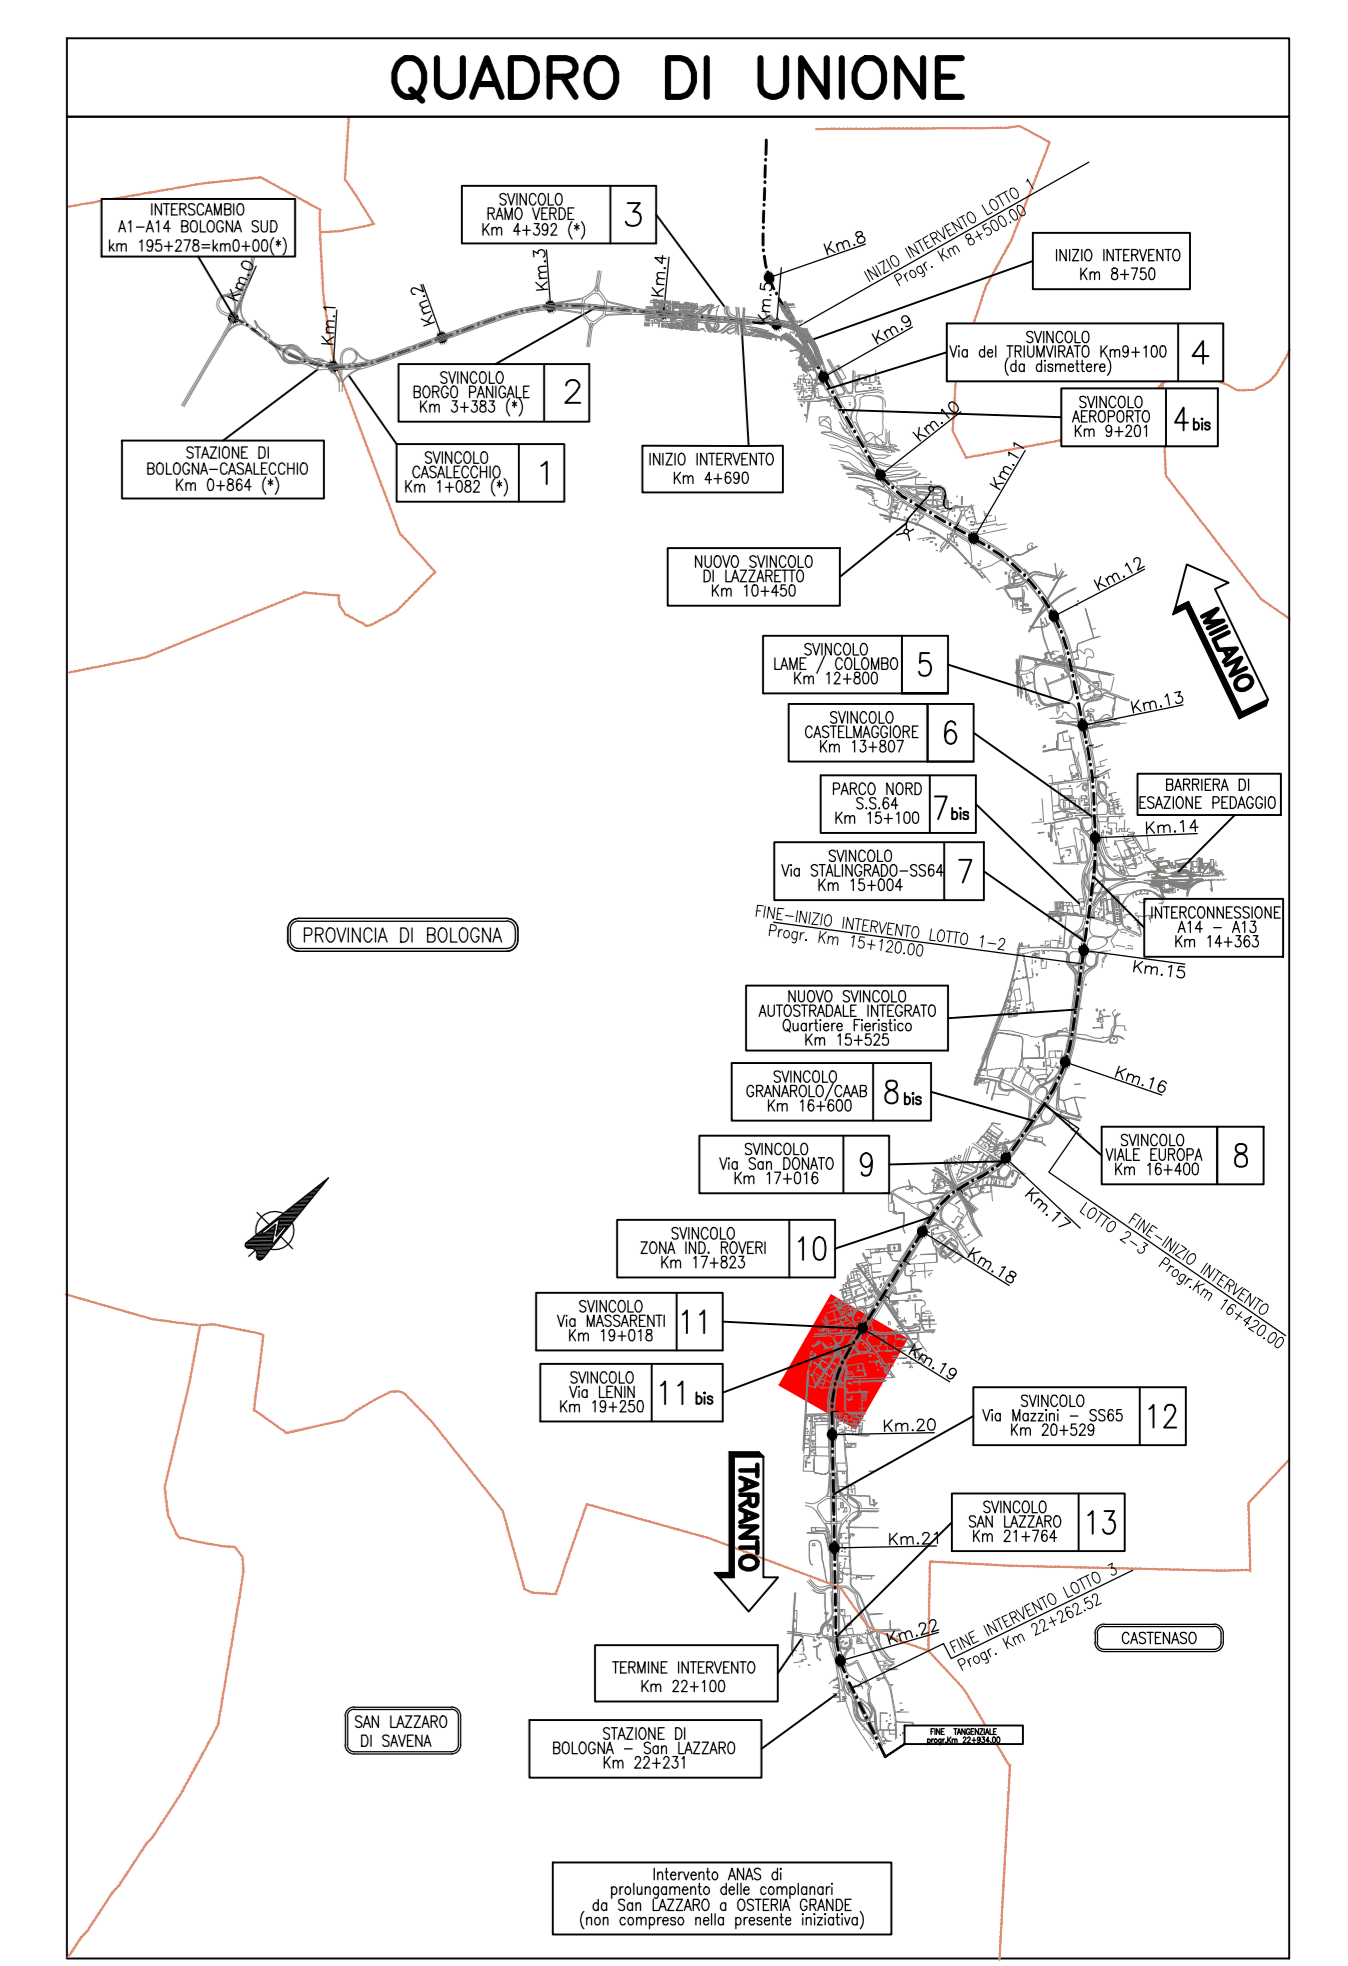 QUADRO DI UNIONE
INTERSCAMBIO
A1-A14 BOLOGNA SUD
km 195+278=km0+00(*)
SVINCOLO
RAMO VERDE
Km 4+392 (*)
3
Km.0
Km.1
Km.2
Km.3
Km.4
Km.5
Km.8
INIZIO INTERVENTO LOTTO 1
Progr. Km 8+500.00
INIZIO INTERVENTO
Km 8+750
Km.9
SVINCOLO
Via del TRIUMVIRATO Km9+100
(da dismettere)
4
SVINCOLO
BORGO PANIGALE
Km 3+383 (*)
2
SVINCOLO
AEROPORTO
Km 9+201
4 bis
Km.10
STAZIONE DI
BOLOGNA-CASALECCHIO
Km 0+864 (*)
SVINCOLO
CASALECCHIO
Km 1+082 (*)
1
INIZIO INTERVENTO
Km 4+690
Km.11
NUOVO SVINCOLO
DI LAZZARETTO
Km 10+450
Km.12
MILANO
SVINCOLO
LAME / COLOMBO
Km 12+800
5
Km.13
SVINCOLO
CASTELMAGGIORE
Km 13+807
6
PARCO NORD
S.S.64
Km 15+100
7 bis
BARRIERA DI
ESAZIONE PEDAGGIO
Km.14
SVINCOLO
Via STALINGRADO-SS64
Km 15+004
7
INTERCONNESSIONE
A14 - A13
Km 14+363
FINE-INIZIO INTERVENTO LOTTO 1-2
Progr. Km 15+120.00
Km.15
PROVINCIA DI BOLOGNA
NUOVO SVINCOLO
AUTOSTRADALE INTEGRATO
Quartiere Fieristico
Km 15+525
Km.16
SVINCOLO
GRANAROLO/CAAB
Km 16+600
8 bis
SVINCOLO
VIALE EUROPA
Km 16+400
8
SVINCOLO
Via San DONATO
Km 17+016
9
Km.17
FINE-INIZIO INTERVENTO
LOTTO 2-3 Progr.Km 16+420.00
SVINCOLO
ZONA IND. ROVERI
Km 17+823
10
Km.18
SVINCOLO
Via MASSARENTI
Km 19+018
11
Km.19
SVINCOLO
Via LENIN
Km 19+250
11 bis
SVINCOLO
Via Mazzini - SS65
Km 20+529
12
Km.20
TARANTO
SVINCOLO
SAN LAZZARO
Km 21+764
13
Km.21
FINE INTERVENTO LOTTO 3
Progr. Km 22+262.52
Km.22
CASTENASO
TERMINE INTERVENTO
Km 22+100
SAN LAZZARO
DI SAVENA
STAZIONE DI
BOLOGNA - San LAZZARO
Km 22+231
FINE TANGENZIALE
progr.Km 22+934.00
Intervento ANAS di
prolungamento delle complanari
da San LAZZARO a OSTERIA GRANDE
(non compreso nella presente iniziativa)